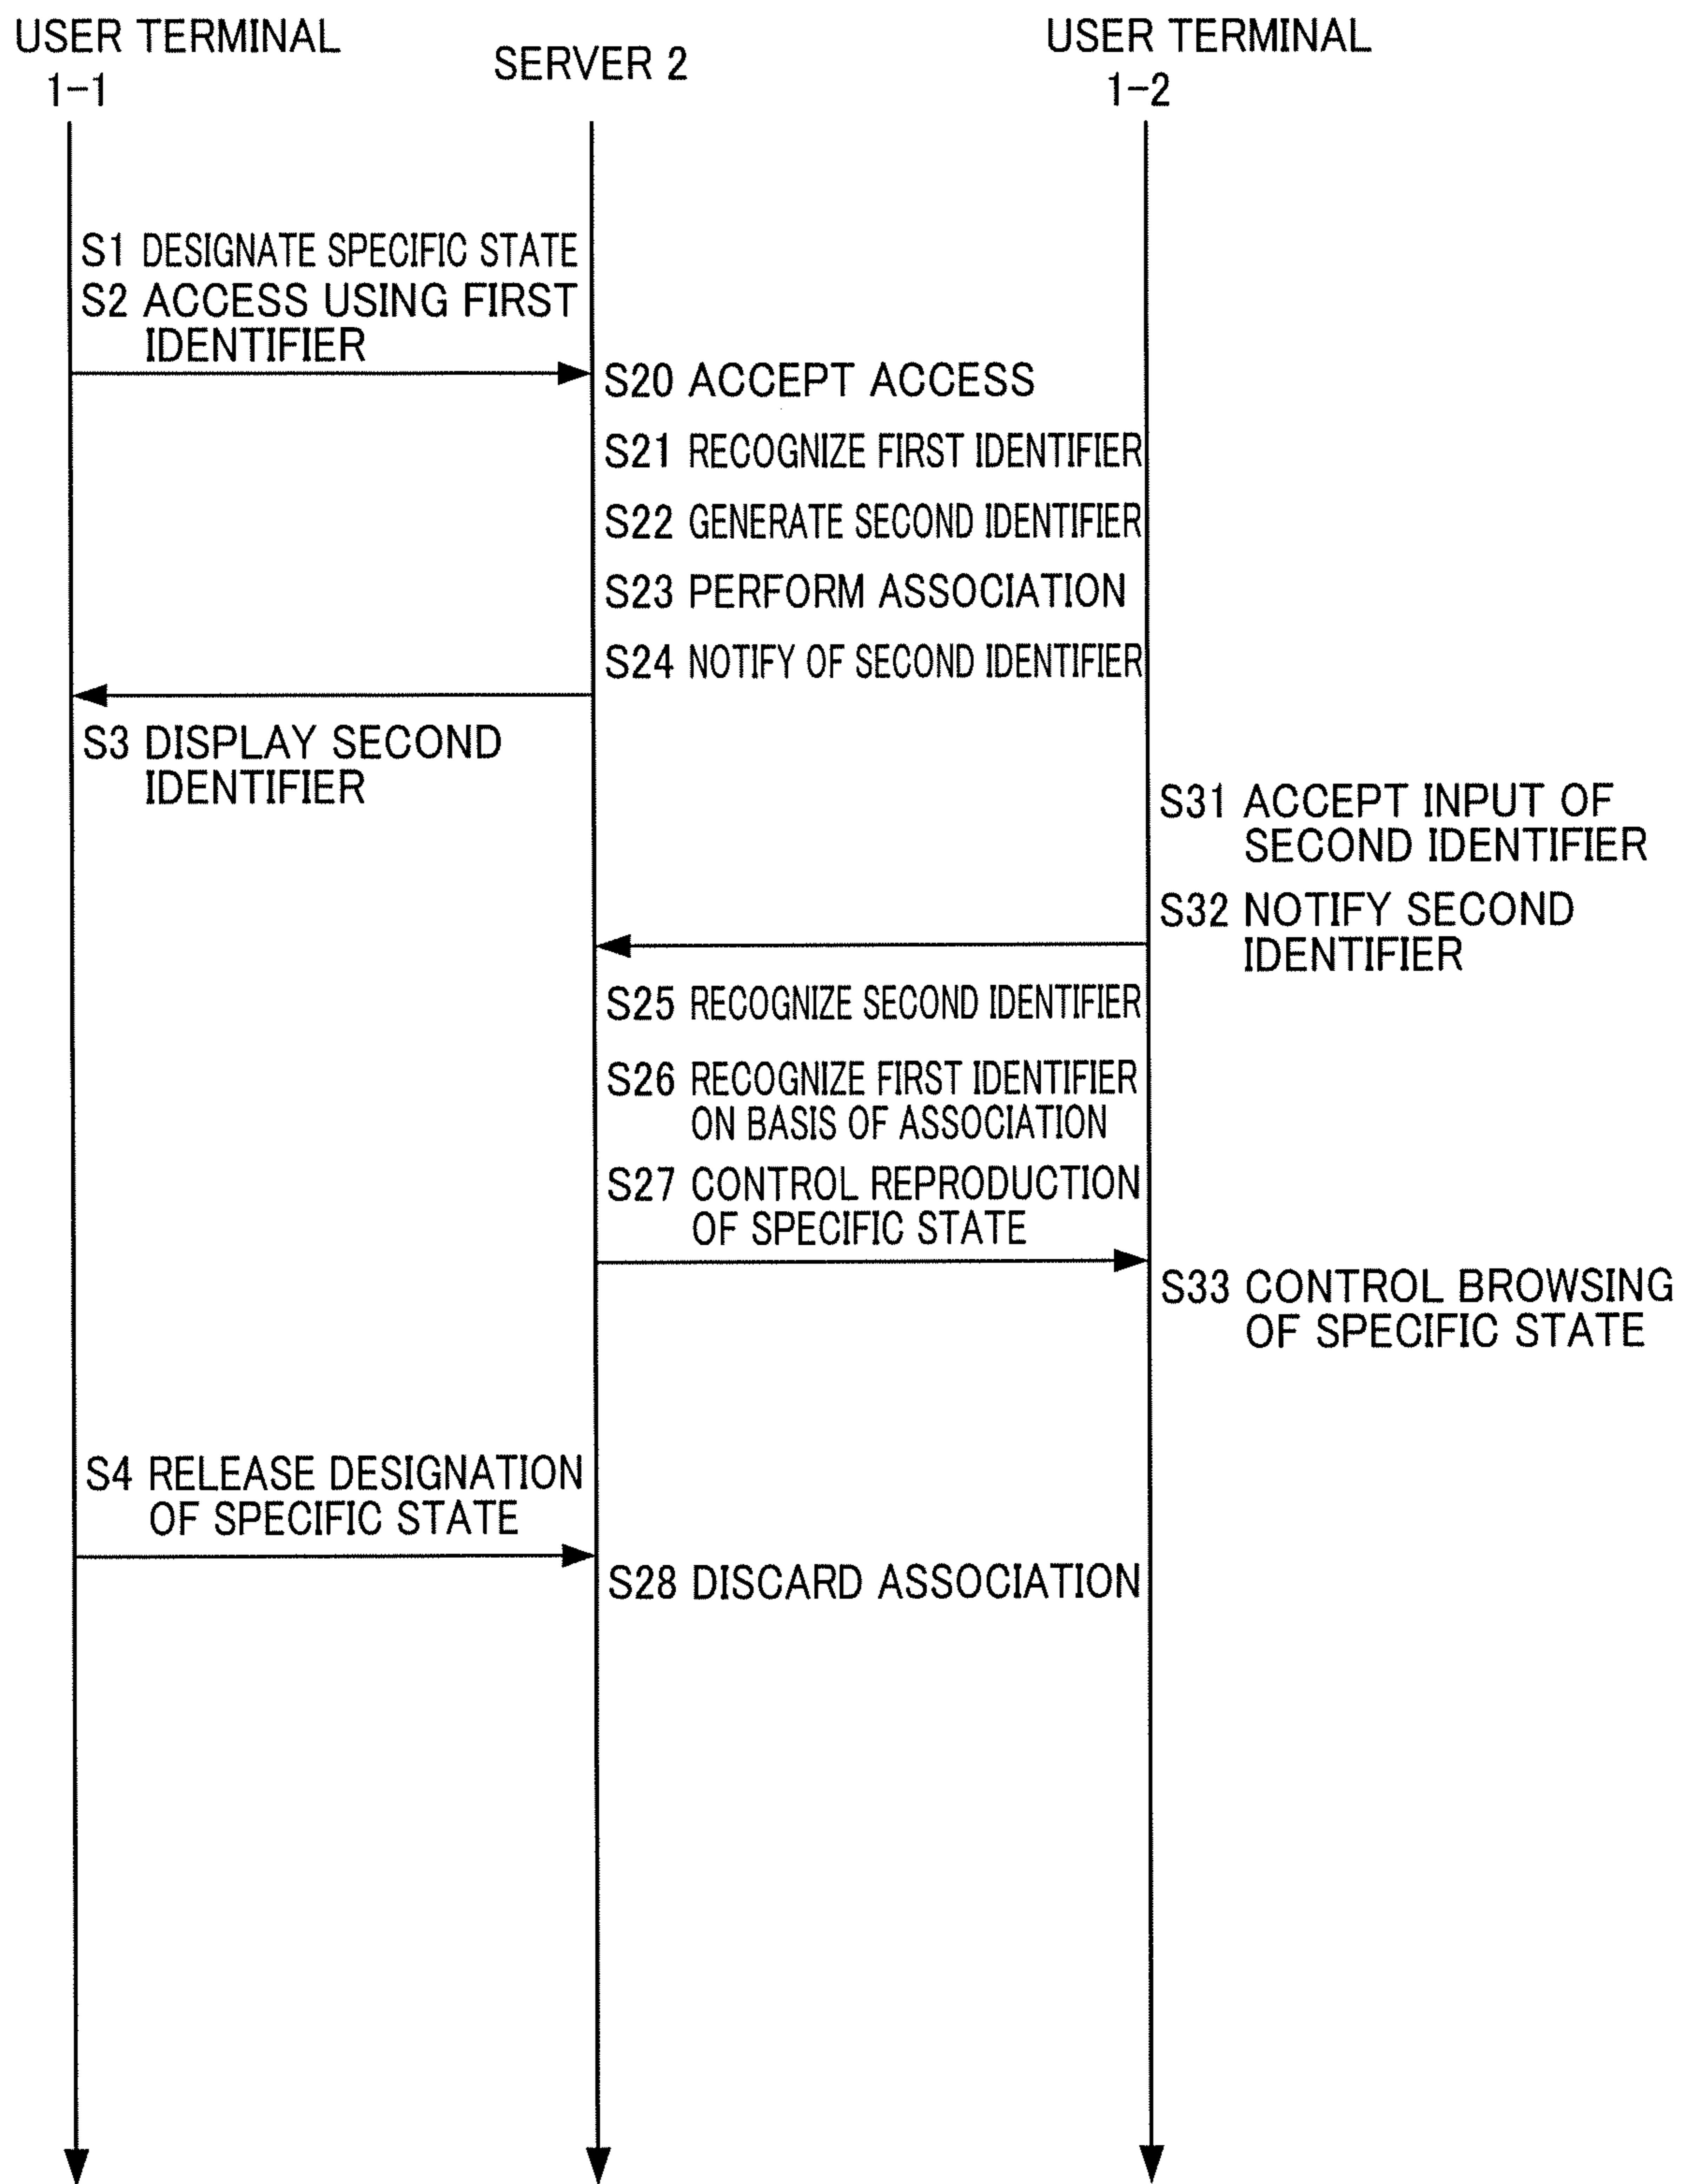 USER TERMINAL
1-1
SERVER 2
USER TERMINAL
1-2
S1 DESIGNATE SPECIFIC STATE
S2 ACCESS USING FIRST
IDENTIFIER
S20 ACCEPT ACCESS
S21 RECOGNIZE FIRST IDENTIFIER
S22 GENERATE SECOND IDENTIFIER
S23 PERFORM ASSOCIATION
S24 NOTIFY OF SECOND IDENTIFIER
S3 DISPLAY SECOND
IDENTIFIER
S31 ACCEPT INPUT OF
SECOND IDENTIFIER
S32 NOTIFY SECOND
IDENTIFIER
S25 RECOGNIZE SECOND IDENTIFIER
S26 RECOGNIZE FIRST IDENTIFIER
ON BASIS OF ASSOCIATION
S27 CONTROL REPRODUCTION
OF SPECIFIC STATE
S33 CONTROL BROWSING
OF SPECIFIC STATE
S4 RELEASE DESIGNATION
OF SPECIFIC STATE
S28 DISCARD ASSOCIATION